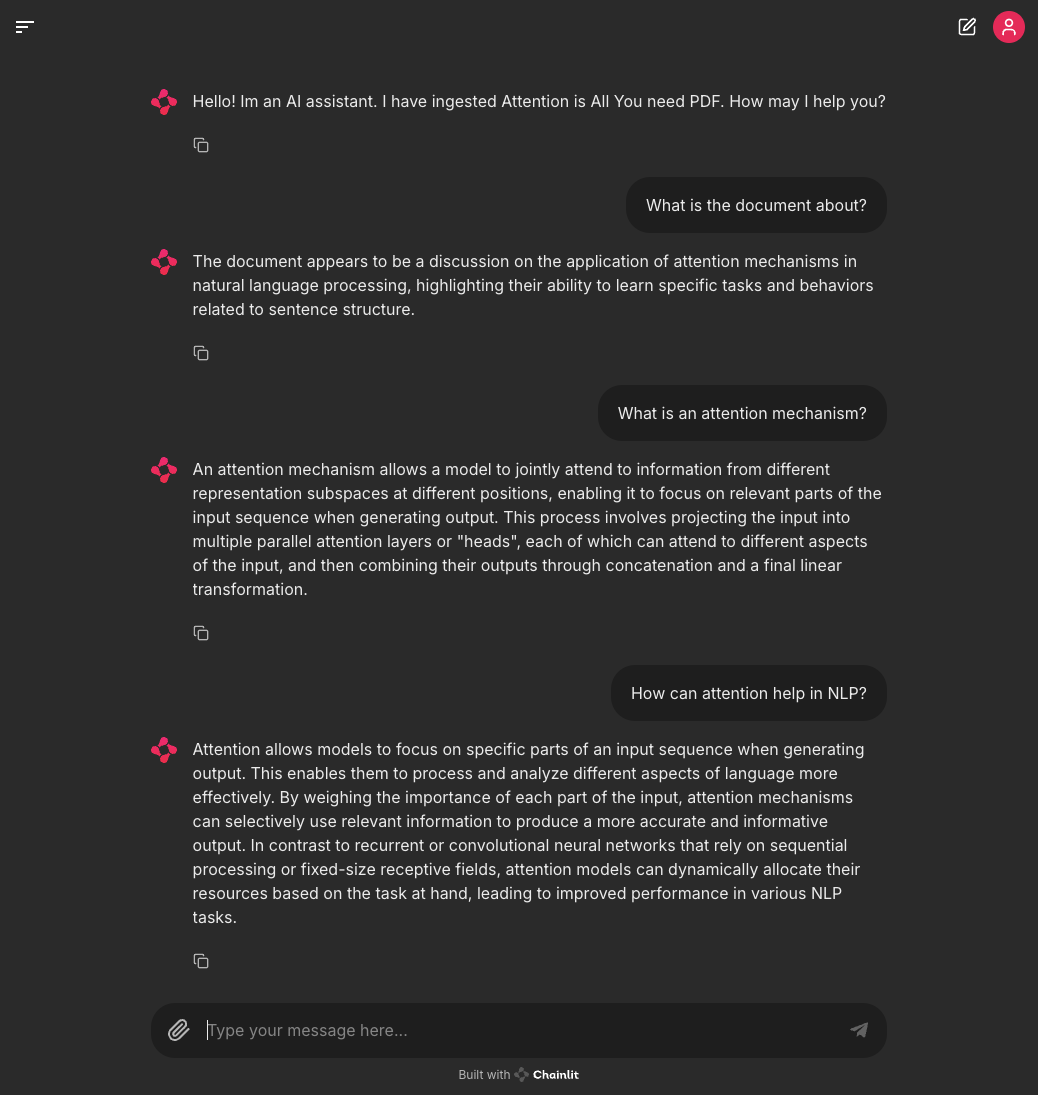 Hello! Im an AI assistant. I have ingested Attention is All You need PDF. How may I help you?
What is the document about?
The document appears to be a discussion on the application of attention mechanisms in
natural language processing, highlighting their ability to learn specific tasks and behaviors
related to sentence structure.
What is an attention mechanism?
An attention mechanism allows a model to jointly attend to information from different
representation subspaces at different positions, enabling it to focus on relevant parts of the
input sequence when generating output. This process involves projecting the input into
multiple parallel attention layers or "heads", each of which can attend to different aspects
of the input, and then combining their outputs through concatenation and a final linear
transformation.
How can attention help in NLP?
Attention allows models to focus on specific parts of an input sequence when generating
output. This enables them to process and analyze different aspects of language more
effectively. By weighing the importance of each part of the input, attention mechanisms
can selectively use relevant information to produce a more accurate and informative
output. In contrast to recurrent or convolutional neural networks that rely on sequential
processing or fixed-size receptive fields, attention models can dynamically allocate their
resources based on the task at hand, leading to improved performance in various NLP
tasks.
Type your message here...
Built with Chainlit